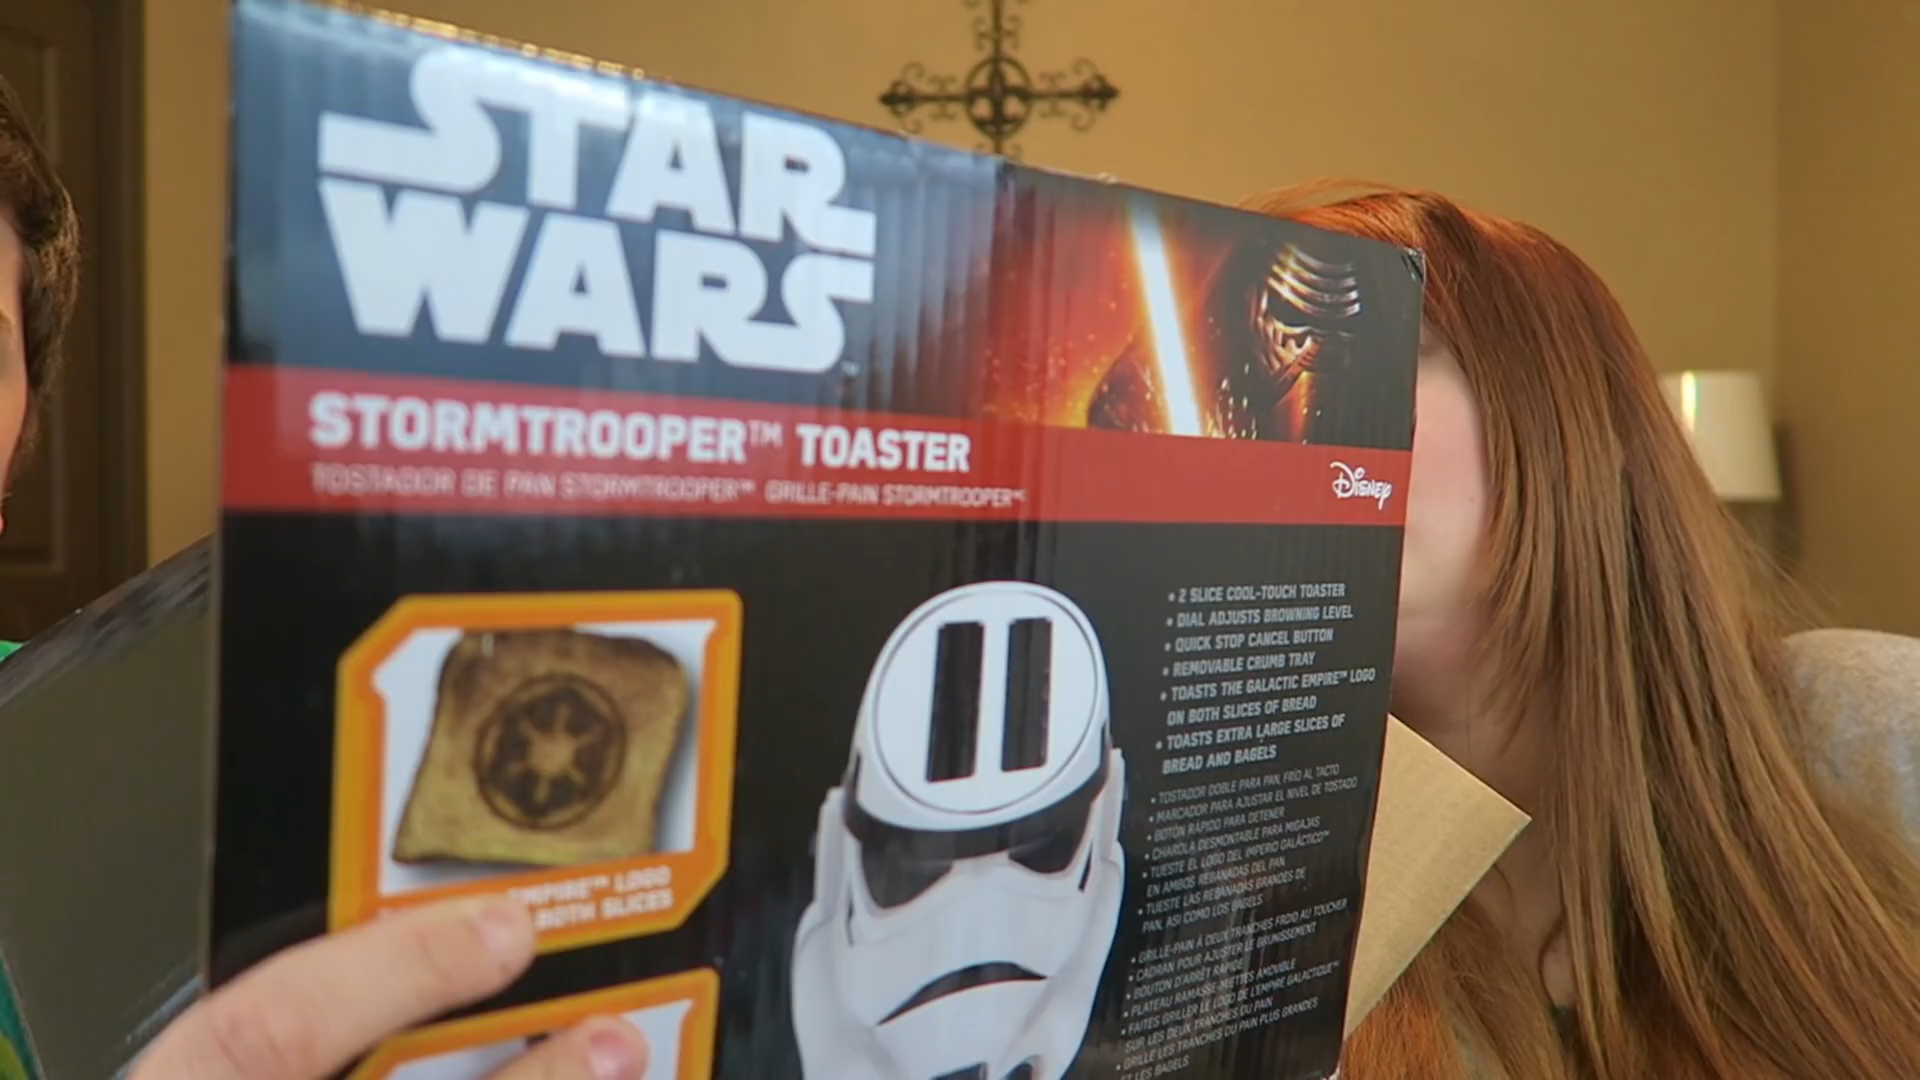 STAR
WARS™
STORMTROOPER™ TOASTER
TOSTADOR DE PAN STORMTROOPER™ GRILLE-PAIN STORMTROOPER™
Disney
EMPIRE™ LOGO
BOTH SLICES
• 2 SLICE COOL-TOUCH TOASTER
• DIAL ADJUSTS BROWNING LEVEL
• QUICK STOP CANCEL BUTTON
• REMOVABLE CRUMB TRAY
• TOASTS THE GALACTIC EMPIRE™ LOGO
ON BOTH SLICES OF BREAD
• TOASTS EXTRA LARGE SLICES OF
BREAD AND BAGELS
• TOSTADOR DOBLE PARA PAN, FRÍO AL TACTO
• MARCADOR PARA AJUSTAR EL NIVEL DE TOSTADO
• BOTÓN RÁPIDO PARA DETENER
• CHAROLA DESMONTABLE PARA MIGAJAS
• TUESTE EL LOGO DEL IMPERIO GALÁCTICO™
EN AMBOS REBANADAS DEL PAN
• TUESTE LAS REBANADAS GRANDES DE
PAN, ASI COMO LOS BAGELS
• GRILLE-PAIN À DEUX TRANCHES FROID AU TOUCHER
• CADRAN POUR AJUSTER LE BRUNISSEMENT
• BOUTON D'ARRÊT RAPIDE
• PLATEAU RAMASSE-MIETTES AMOVIBLE
• FAITES GRILLER LE LOGO DE L'EMPIRE GALACTIQUE™
SUR LES DEUX TRANCHES DU PAIN
• GRILLE LES TRANCHES DU PAIN PLUS GRANDES
ET LES BAGELS